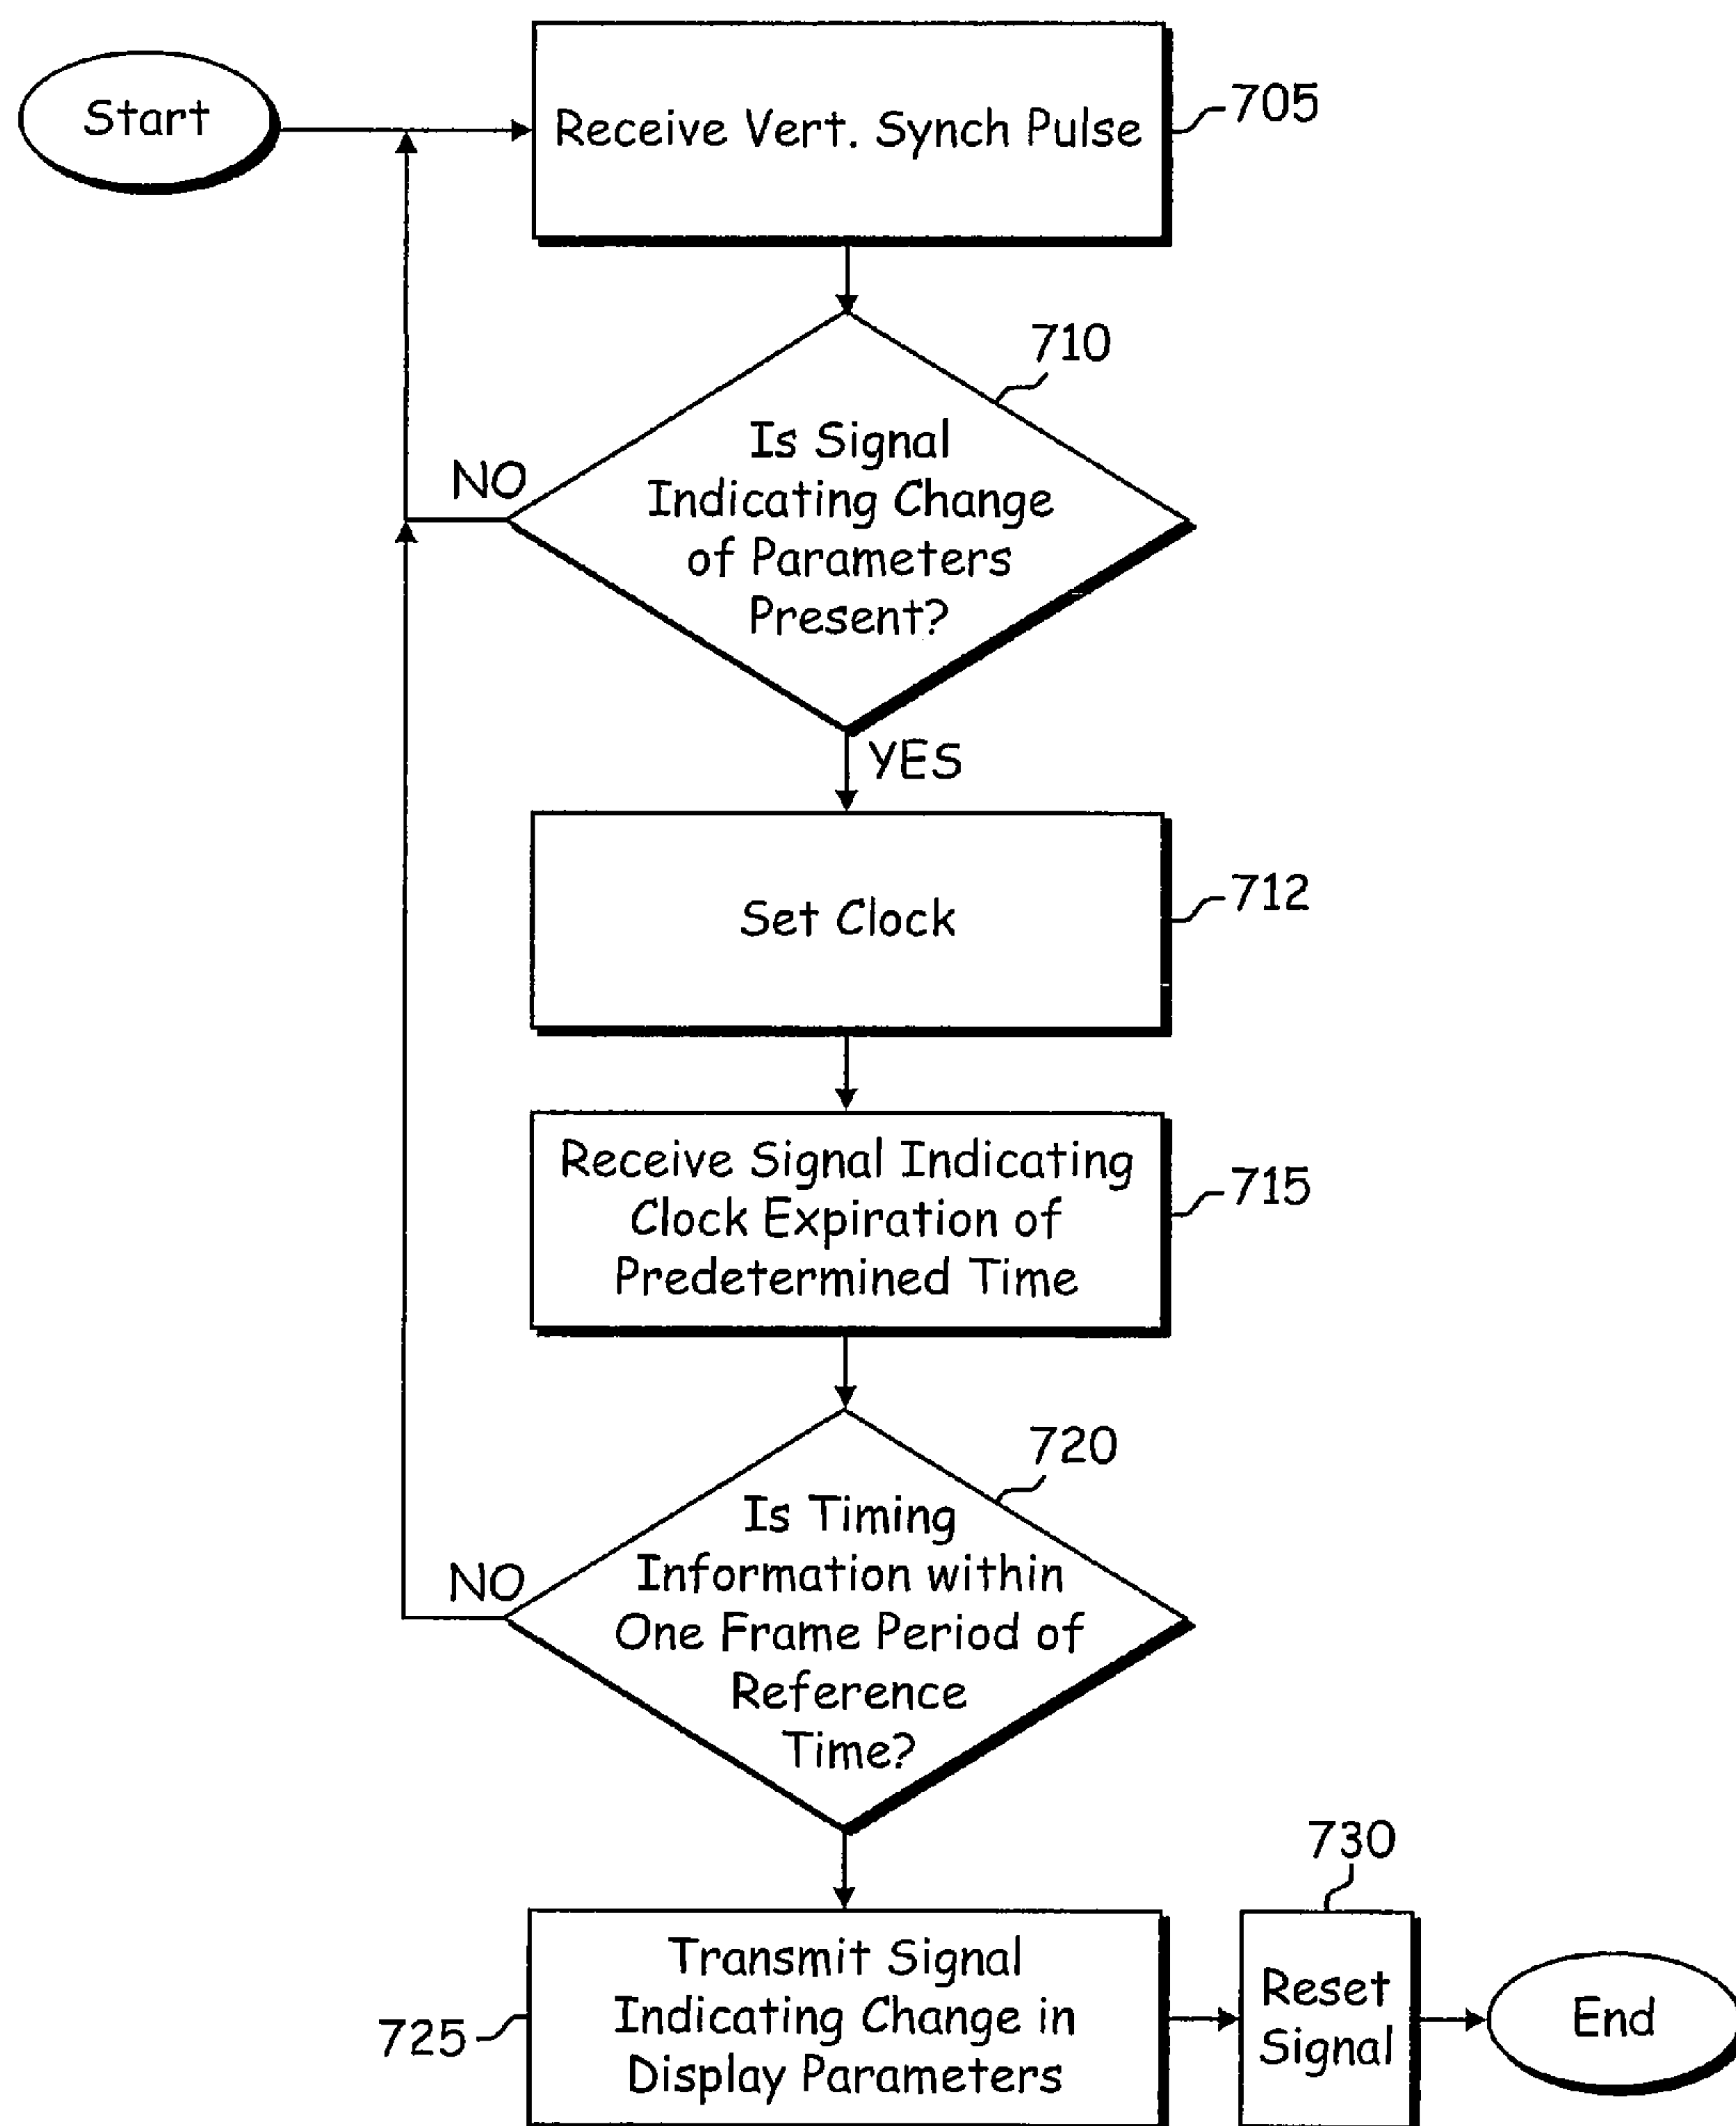 Start
Receive Vert. Synch Pulse
705
710
Is Signal
Indicating Change
of Parameters
Present?
NO
YES
Set Clock
712
Receive Signal Indicating
Clock Expiration of
Predetermined Time
715
720
Is Timing
Information within
One Frame Period of
Reference
Time?
NO
Transmit Signal
Indicating Change in
Display Parameters
725
730
Reset
Signal
End